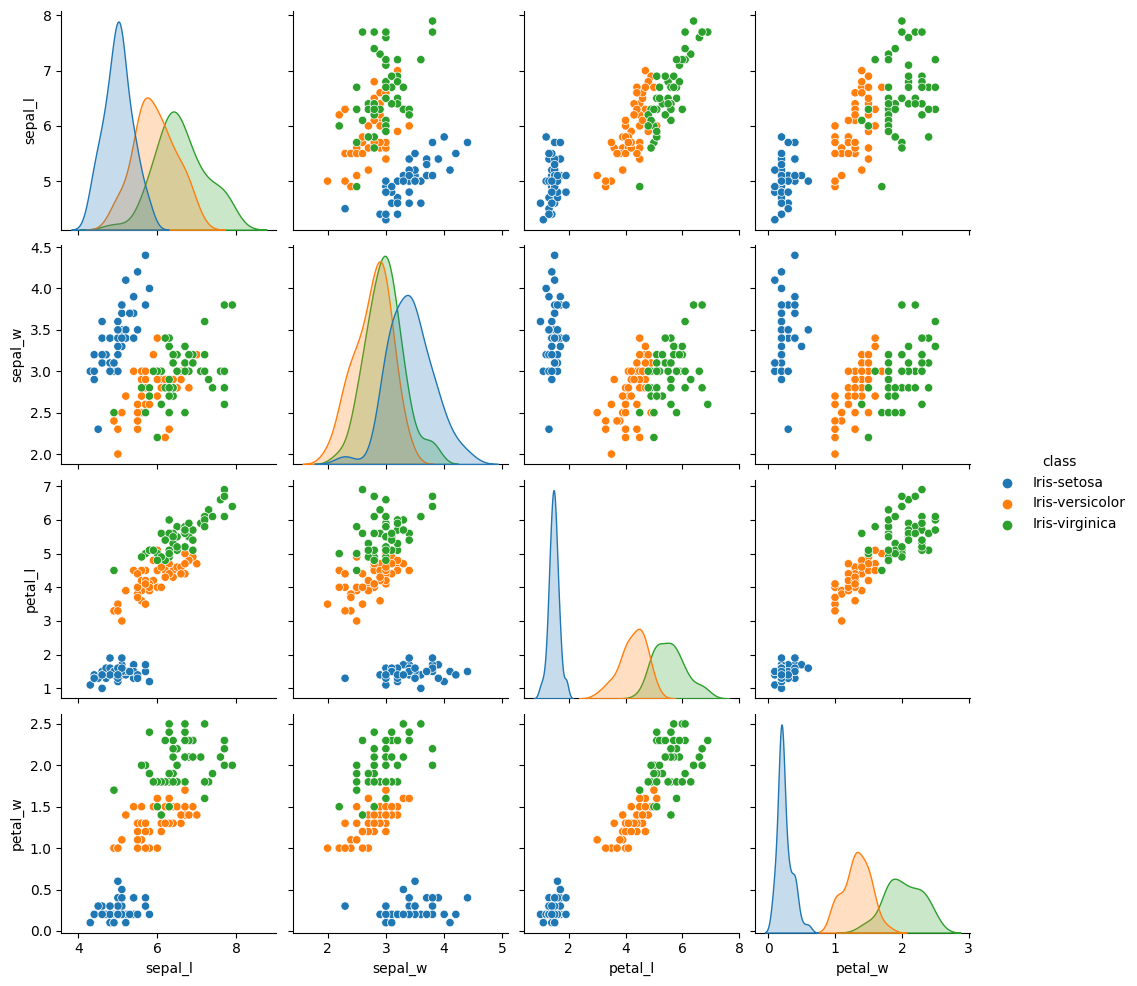 8
7
6
5
sepal_l
4.5
4.0
3.5
3.0
2.5
2.0
sepal_w
class
Iris-setosa
Iris-versicolor
Iris-virginica
7
6
5
4
3
2
1
petal_l
2.5
2.0
1.5
1.0
0.5
0.0
petal_w
4 6 8
2 3 4 5
2 4 6 8
0 1 2 3
sepal_l
sepal_w
petal_l
petal_w